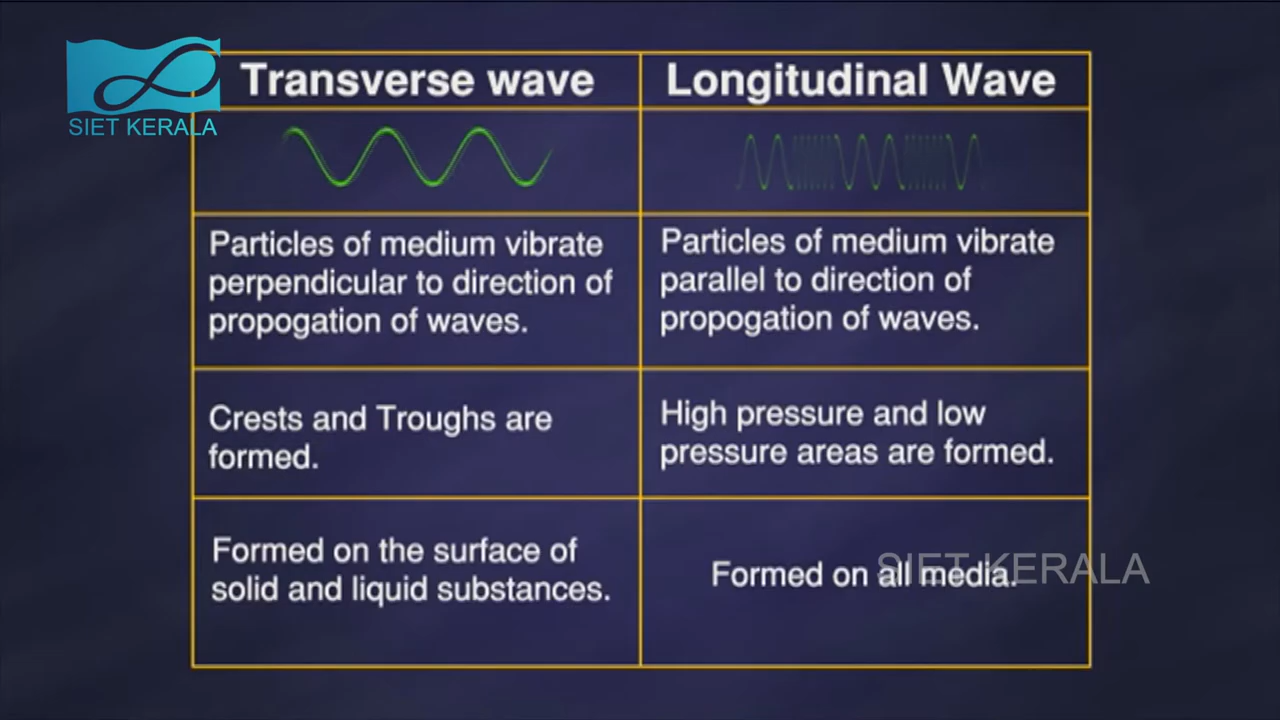 SIET KERALA
Transverse wave
Longitudinal Wave
Particles of medium vibrate
perpendicular to direction of
propogation of waves.
Particles of medium vibrate
parallel to direction of
propogation of waves.
Crests and Troughs are
formed.
High pressure and low
pressure areas are formed.
Formed on the surface of
solid and liquid substances.
Formed on all media.
SIET KERALA